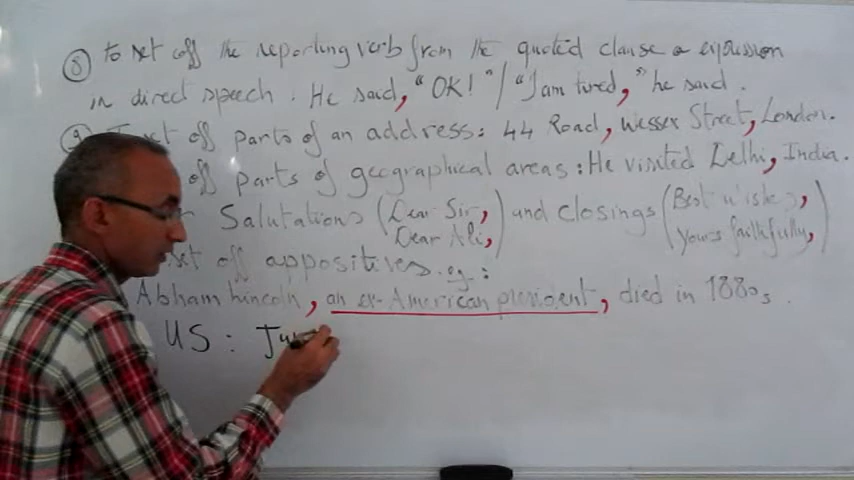 ⑧ to set off the reporting verb from the quoted clause or expression
in direct speech. He said, "OK!" / "I am tired," he said.
set off parts of an address: 44 Road, Wessex Street, London.
off parts of geographical areas: He visited Delhi, India.
Salutations (Dear Sir, Dear Ali,) and closings (Best wishes, yours faithfully,)
set off appositives. eg:
Abham Lincoln, an ex-American president, died in 1880s.
US: Ju